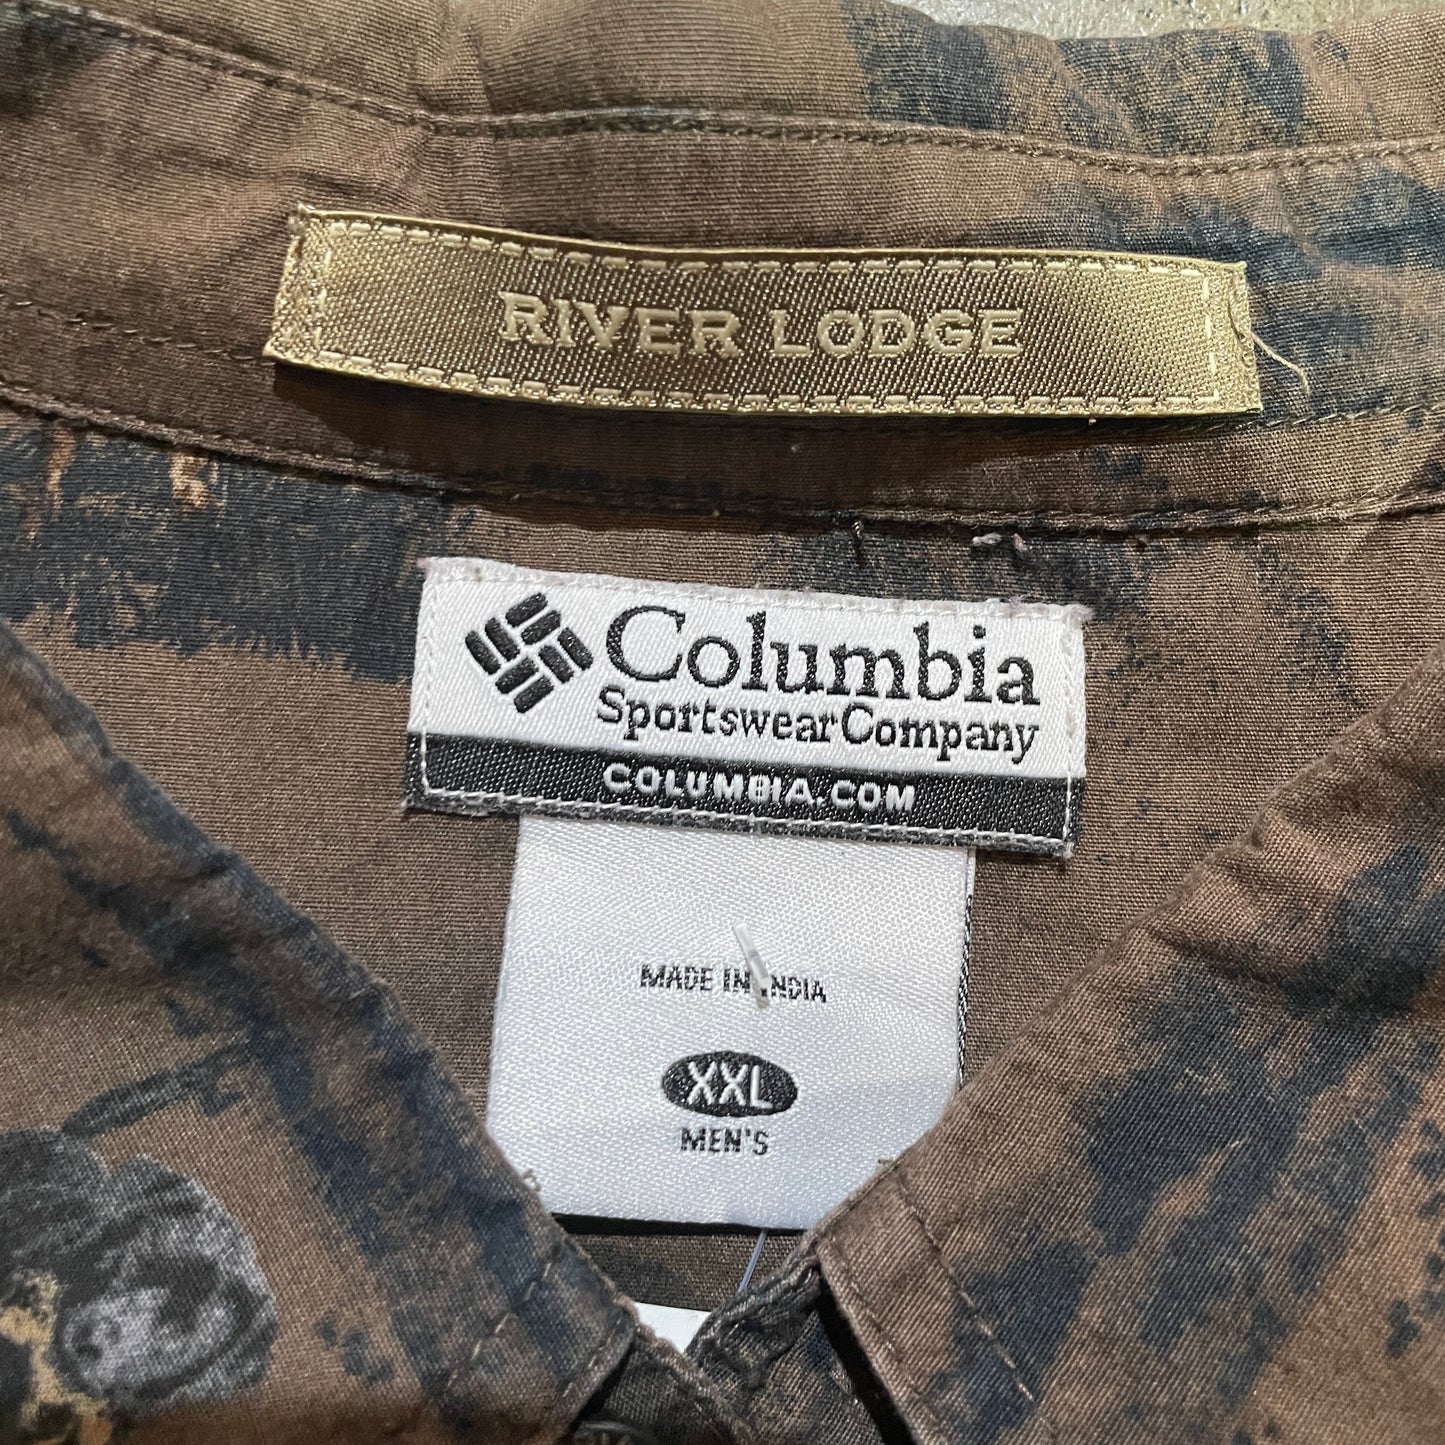 RIVER LODGE
Columbia
Sportswear Company
COLUMBIA.COM
MADE IN INDIA
XXL
MEN'S